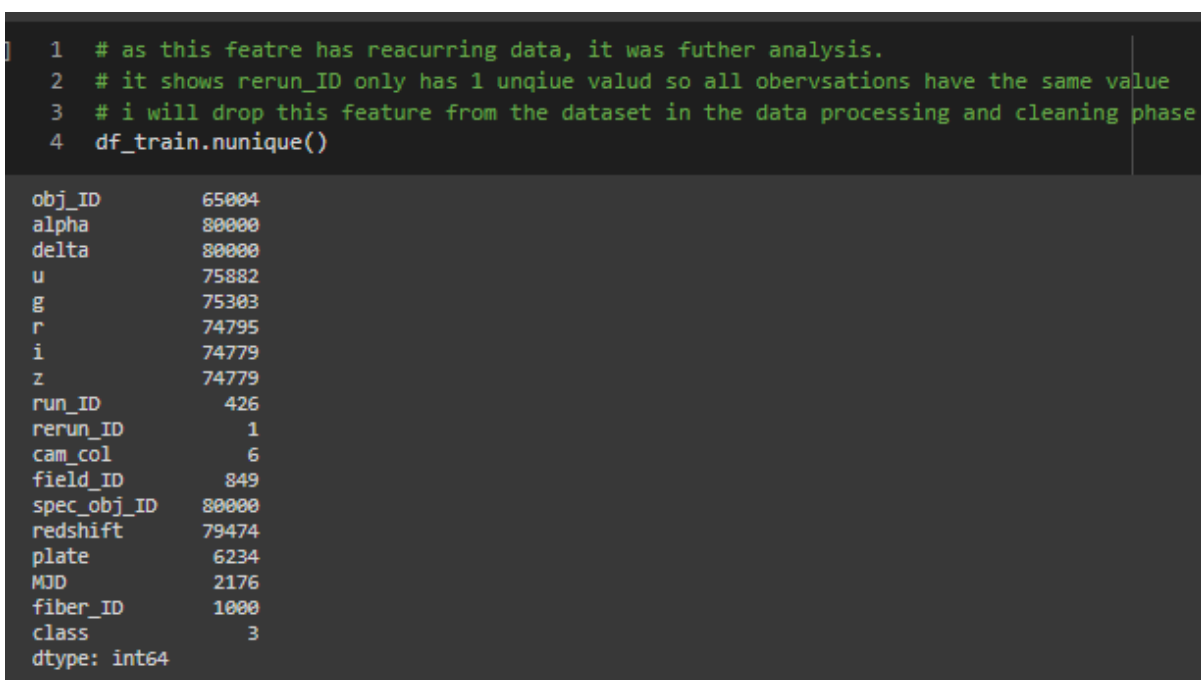 ] 1 # as this featre has reacurring data, it was futher analysis.
2 # it shows rerun_ID only has 1 unqiue valud so all obervsations have the same value
3 # i will drop this feature from the dataset in the data processing and cleaning phase
4 df_train.nunique()
obj_ID 65004
alpha 80000
delta 80000
u 75882
g 75303
r 74795
i 74779
z 74779
run_ID 426
rerun_ID 1
cam_col 6
field_ID 849
spec_obj_ID 80000
redshift 79474
plate 6234
MJD 2176
fiber_ID 1000
class 3
dtype: int64